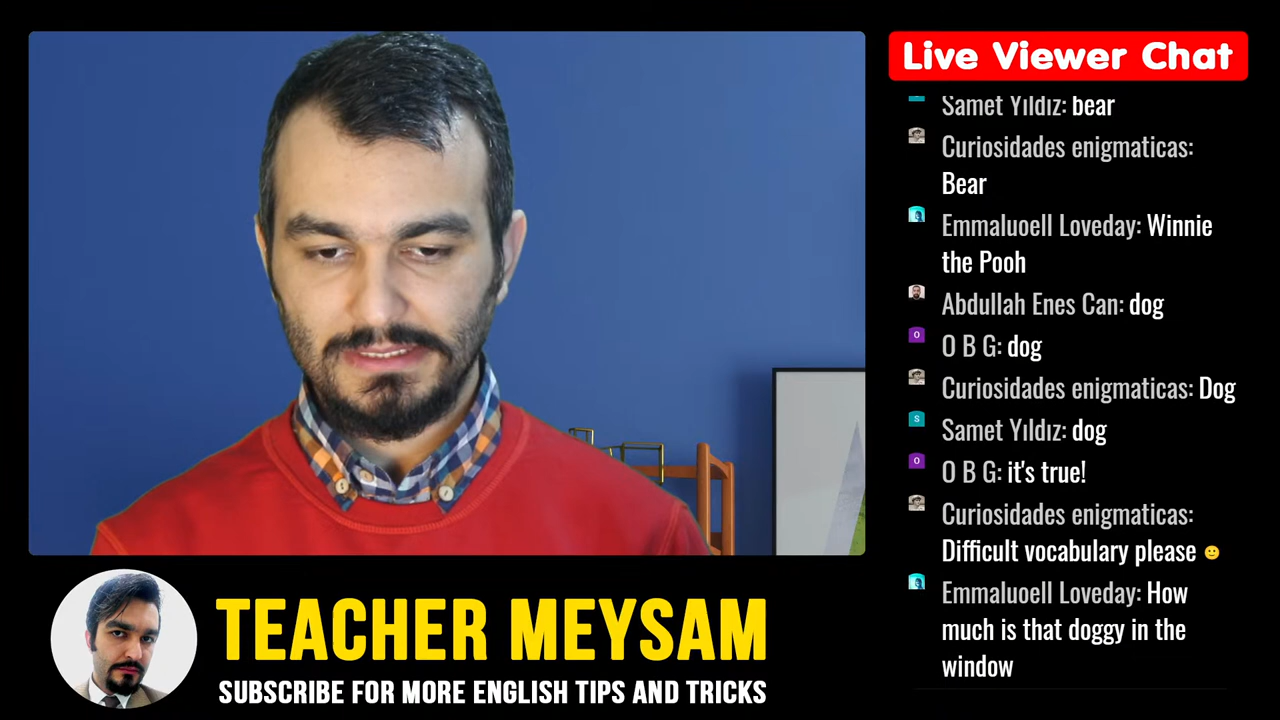 Live Viewer Chat
Samet Yıldız: bear
Curiosidades enigmaticas:
Bear
Emmaluoell Loveday: Winnie
the Pooh
Abdullah Enes Can: dog
O B G: dog
Curiosidades enigmaticas: Dog
Samet Yıldız: dog
O B G: it's true!
Curiosidades enigmaticas:
Difficult vocabulary please 🙂
Emmaluoell Loveday: How
much is that doggy in the
window
TEACHER MEYSAM
SUBSCRIBE FOR MORE ENGLISH TIPS AND TRICKS